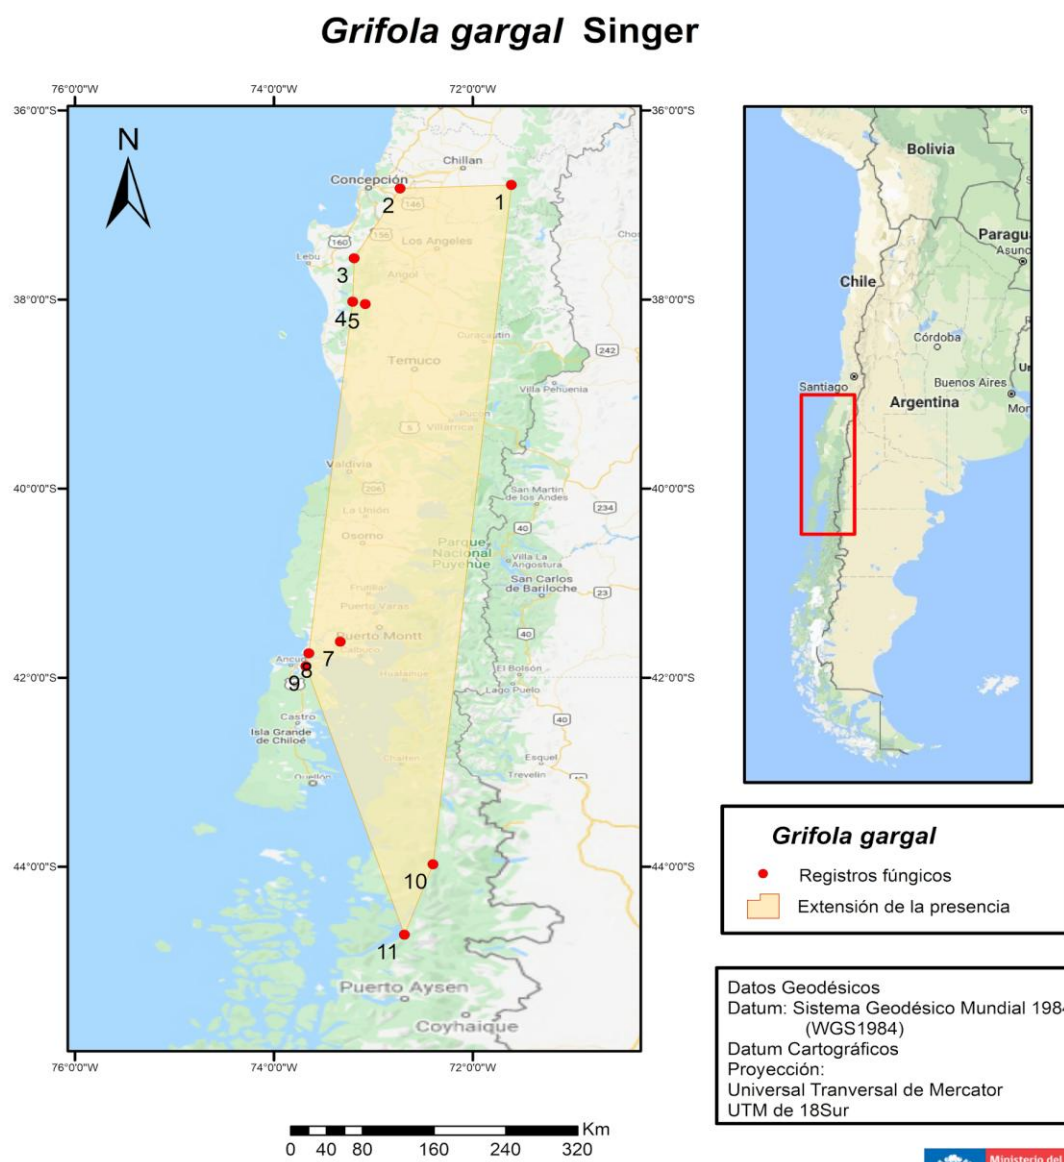 Grifola gargal Singer
76°0'0"W 74°0'0"W 72°0'0"W
36°0'0"S 36°0'0"S
N
Chillan
Concepción
2 146 1
160 156
Los Angeles
Lebu
3
Angol
38°0'0"S 38°0'0"S
45
Curacautín
242
Temuco
Villa Pehuenia
Pucón
5 Villarrica
Valdivia
40°0'0"S 40°0'0"S
206
San Martin
de los Andes
234
La Unión
40
Osorno
Parque
Nacional
Puyehue
Villa La
Angostura
San Carlos
de Bariloche
23
Frutillar
Puerto Varas
Puerto Montt
40
7
Calbuco
Ancud
8
9
Hualaihué
El Bolsón
Lago Puelo
42°0'0"S 42°0'0"S
Castro
40
Isla Grande
de Chiloé
Chaitén
Esquel
Trevelin
Quellón
44°0'0"S 44°0'0"S
10
11
Puerto Aysen
Coyhaique
76°0'0"W 74°0'0"W 72°0'0"W
0 40 80 160 240 320 Km
Bolivia
Paragu
Asunc
Chile
Córdoba
Santiago
Buenos Aires
Argentina
Mon
Grifola gargal
Registros fúngicos
Extensión de la presencia
Datos Geodésicos
Datum: Sistema Geodésico Mundial 1984
(WGS1984)
Datum Cartográficos
Proyección:
Universal Tranversal de Mercator
UTM de 18Sur
Ministerio del